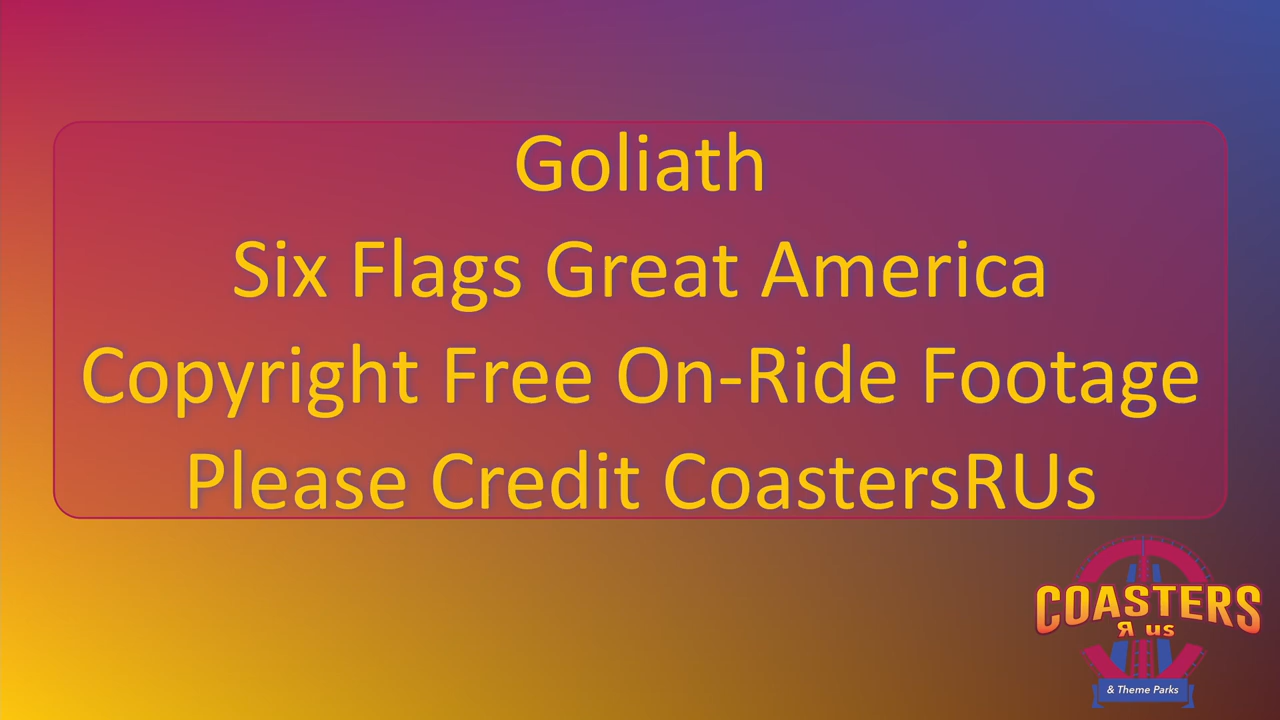 Goliath
Six Flags Great America
Copyright Free On-Ride Footage
Please Credit CoastersRUs
COASTERS
Я us
& Theme Parks